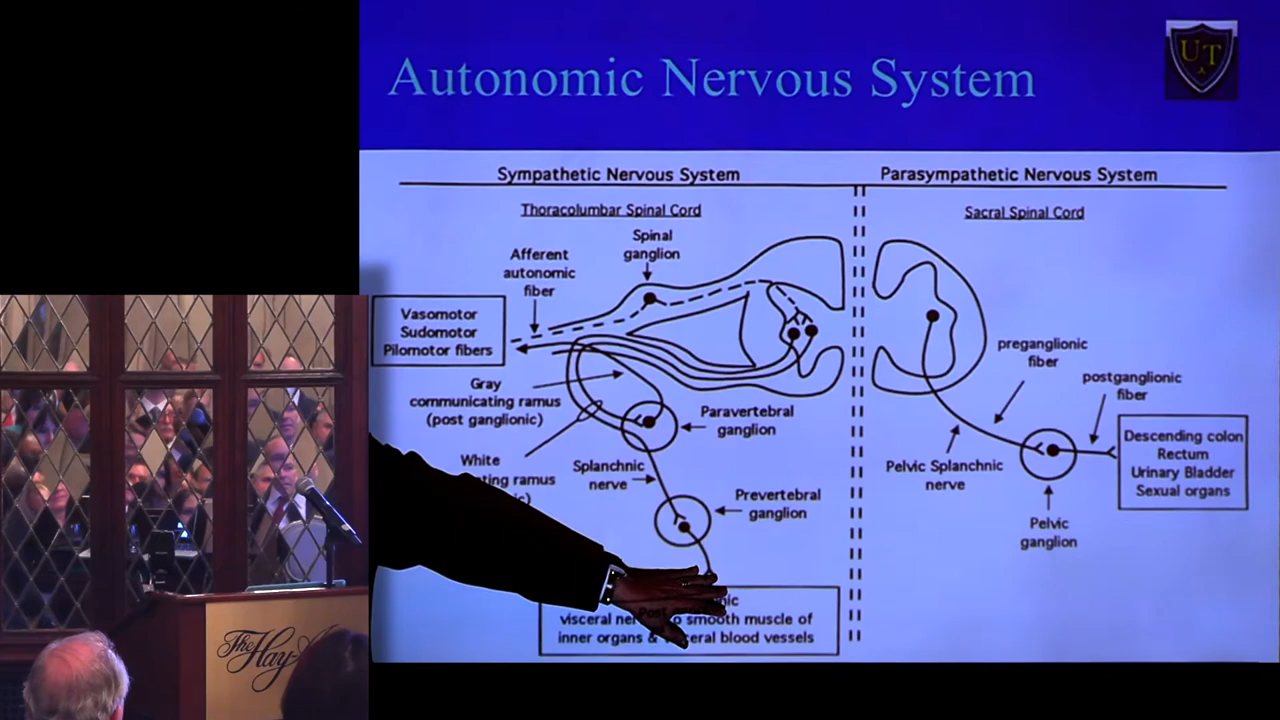 Autonomic Nervous System
UT
A
Sympathetic Nervous System
Parasympathetic Nervous System
Thoracolumbar Spinal Cord
Sacral Spinal Cord
Spinal
ganglion
Afferent
autonomic
fiber
Vasomotor
Sudomotor
Pilomotor fibers
Gray
communicating ramus
(post ganglionic)
Paravertebral
ganglion
White
ramus
Splanchnic
nerve
Prevertebral
ganglion
visceral
smooth muscle of
inner organs & blood vessels
preganglionic
fiber
postganglionic
fiber
Pelvic Splanchnic
nerve
Descending colon
Rectum
Urinary Bladder
Sexual organs
Pelvic
ganglion
The